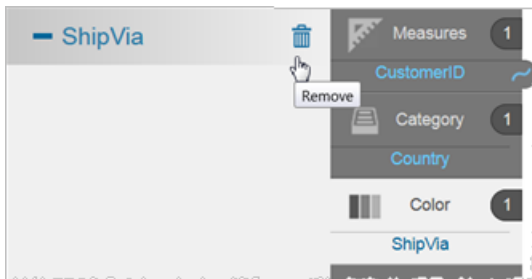 ShipVia
Remove
Measures 1
CustomerID
Category 1
Country
Color 1
ShipVia